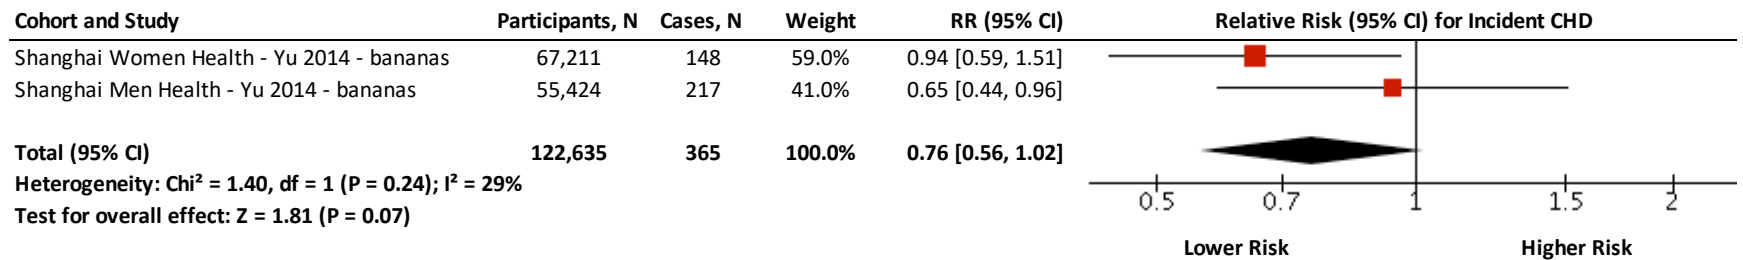 Cohort and Study Participants, N Cases, N Weight RR (95% CI) Relative Risk (95% CI) for Incident CHD
Shanghai Women Health - Yu 2014 - bananas 67,211 148 59.0% 0.94 [0.59, 1.51]
Shanghai Men Health - Yu 2014 - bananas 55,424 217 41.0% 0.65 [0.44, 0.96]
Total (95% CI) 122,635 365 100.0% 0.76 [0.56, 1.02]
Heterogeneity: Chi² = 1.40, df = 1 (P = 0.24); I² = 29%
0.5 0.7 1 1.5 2
Test for overall effect: Z = 1.81 (P = 0.07)
Lower Risk Higher Risk